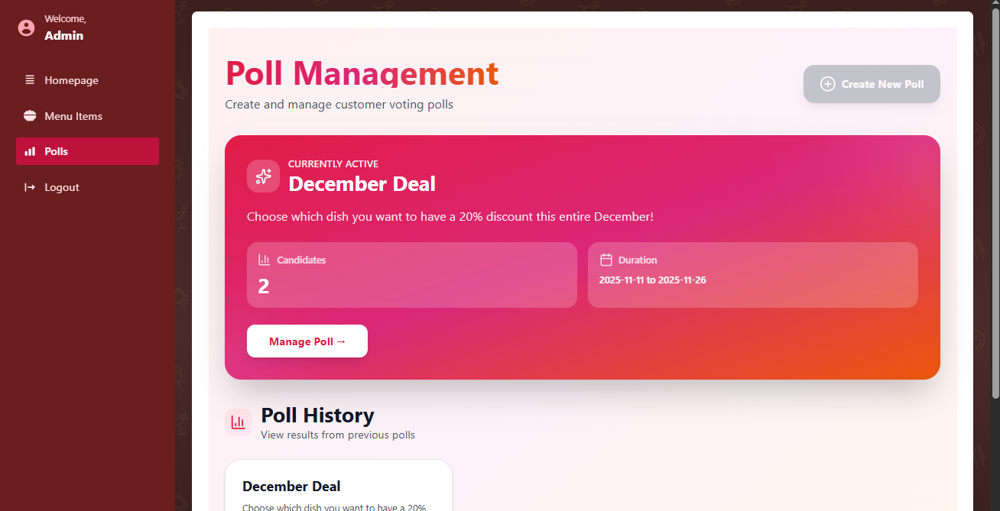 Welcome,
Admin
Homepage
Menu Items
Polls
Logout
Poll Management
Create and manage customer voting polls
Create New Poll
CURRENTLY ACTIVE
December Deal
Choose which dish you want to have a 20% discount this entire December!
Candidates
2
Duration
2025-11-11 to 2025-11-26
Manage Poll →
Poll History
View results from previous polls
December Deal
Choose which dish you want to have a 20%